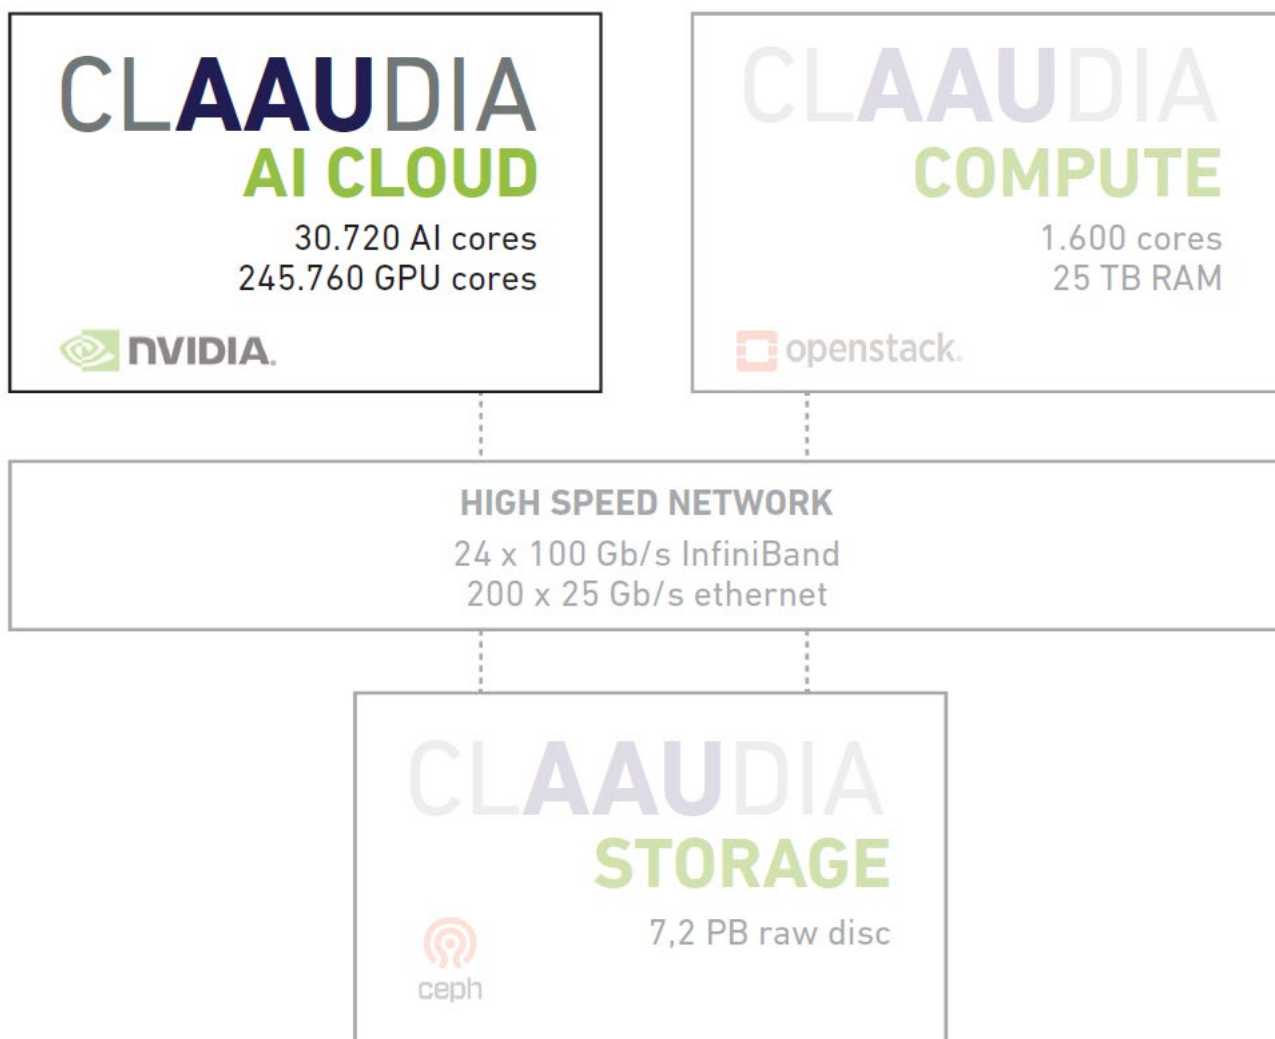 CLAAUDIA
AI CLOUD
30.720 AI cores
245.760 GPU cores
NVIDIA.
CLAAUDIA
COMPUTE
1.600 cores
25 TB RAM
openstack.
HIGH SPEED NETWORK
24 x 100 Gb/s InfiniBand
200 x 25 Gb/s ethernet
CLAAUDIA
STORAGE
7,2 PB raw disc
ceph